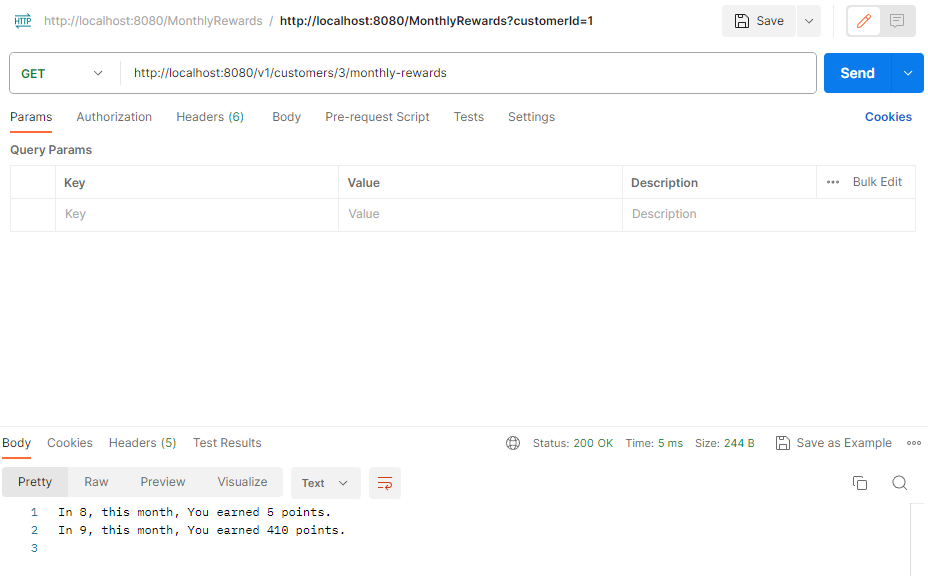 HTTP http://localhost:8080/MonthlyRewards / http://localhost:8080/MonthlyRewards?customerId=1 Save
GET http://localhost:8080/v1/customers/3/monthly-rewards Send
Params Authorization Headers (6) Body Pre-request Script Tests Settings Cookies
Query Params
Key Value Description ••• Bulk Edit
Key Value Description
Body Cookies Headers (5) Test Results Status: 200 OK Time: 5 ms Size: 244 B Save as Example
Pretty Raw Preview Visualize Text
1 In 8, this month, You earned 5 points.
2 In 9, this month, You earned 410 points.
3